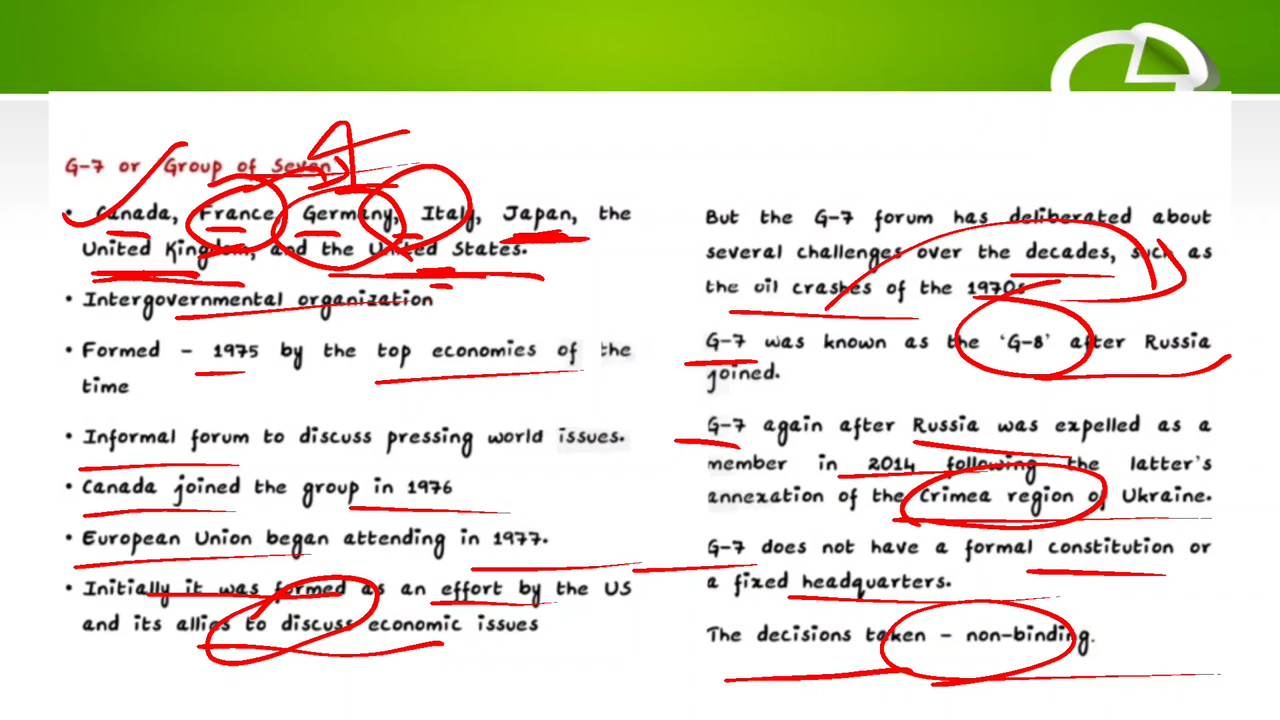 G-7 or Group of Seven
• Canada, France, Germany, Italy, Japan, the
United Kingdom, and the United States.
• Intergovernmental organization
• Formed - 1975 by the top economies of the
time
• Informal forum to discuss pressing world issues.
• Canada joined the group in 1976
• European Union began attending in 1977.
• Initially it was formed as an effort by the US
and its allies to discuss economic issues
But the G-7 forum has deliberated about
several challenges over the decades, such as
the oil crashes of the 1970s
G-7 was known as the 'G-8' after Russia
joined.
G-7 again after Russia was expelled as a
member in 2014 following the latter's
annexation of the Crimea region of Ukraine.
G-7 does not have a formal constitution or
a fixed headquarters.
The decisions taken - non-binding.